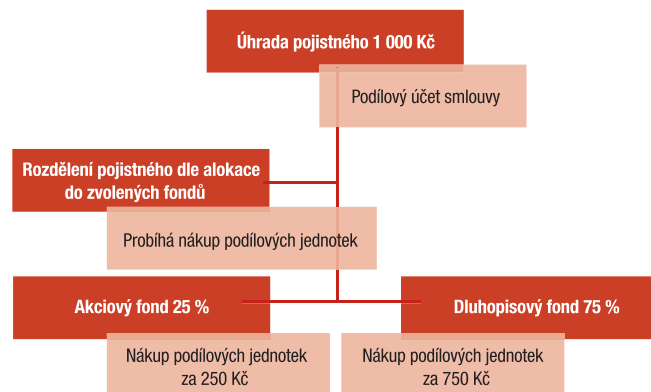 Úhrada pojistného 1 000 Kč
Podílový účet smlouvy
Rozdělení pojistného dle alokace
do zvolených fondů
Probíhá nákup podílových jednotek
Akciový fond 25 %
Dluhopisový fond 75 %
Nákup podílových jednotek
za 250 Kč
Nákup podílových jednotek
za 750 Kč